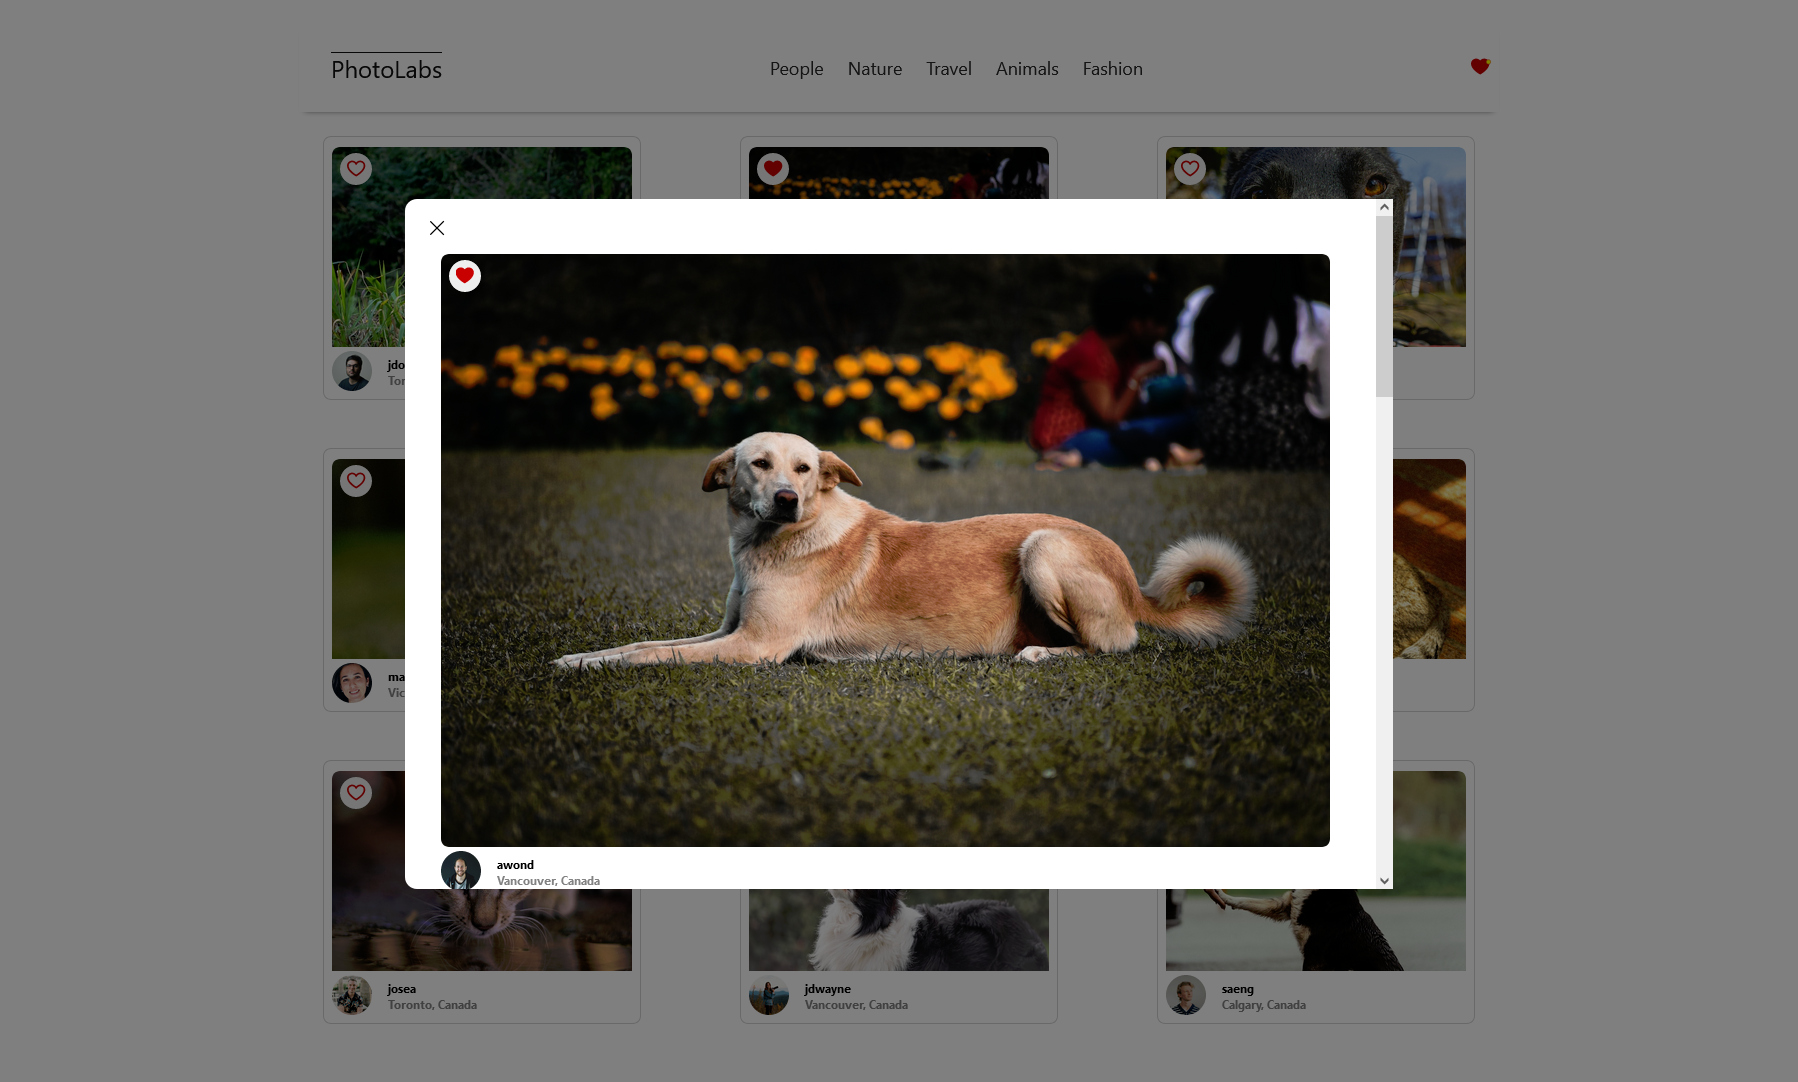 PhotoLabs
People
Nature
Travel
Animals
Fashion
jdo
Tor
ma
Vic
awond
Vancouver, Canada
josea
Toronto, Canada
jdwayne
Vancouver, Canada
saeng
Calgary, Canada